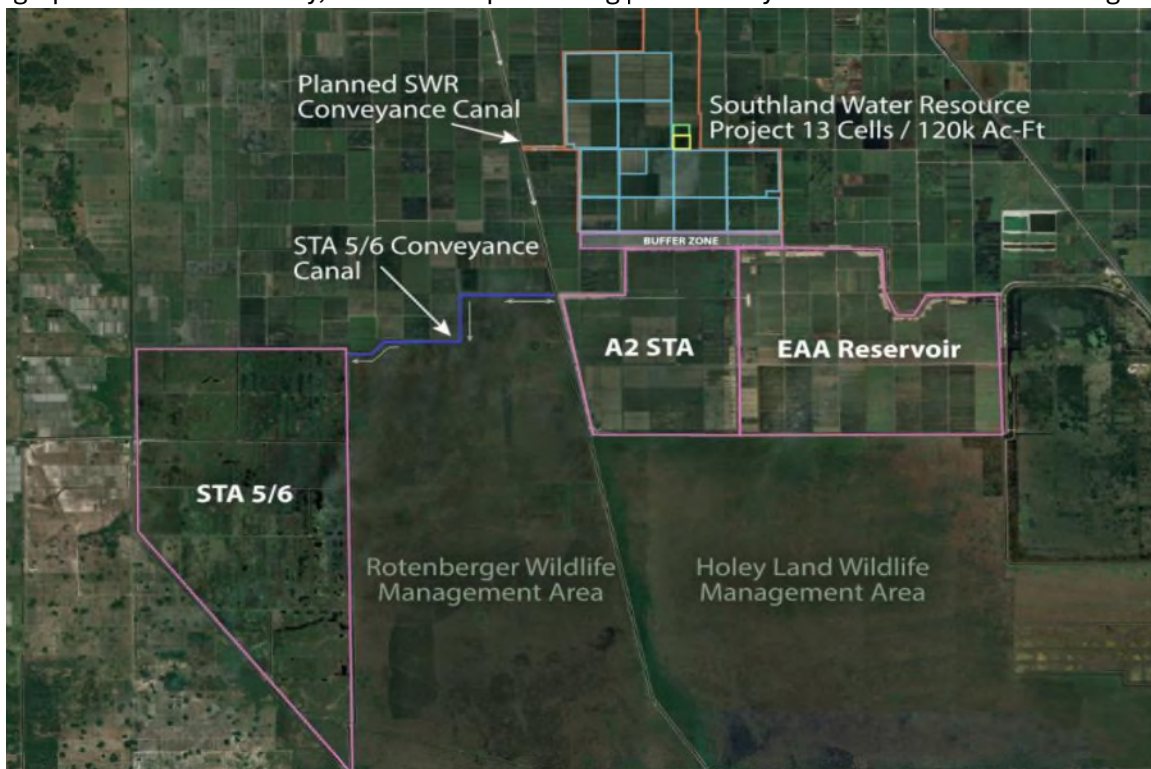 Planned SWR
Conveyance Canal
Southland Water Resource
Project 13 Cells / 120k Ac-Ft
STA 5/6 Conveyance
Canal
BUFFER ZONE
A2 STA
EAA Reservoir
STA 5/6
Rotenberger Wildlife
Management Area
Holey Land Wildlife
Management Area